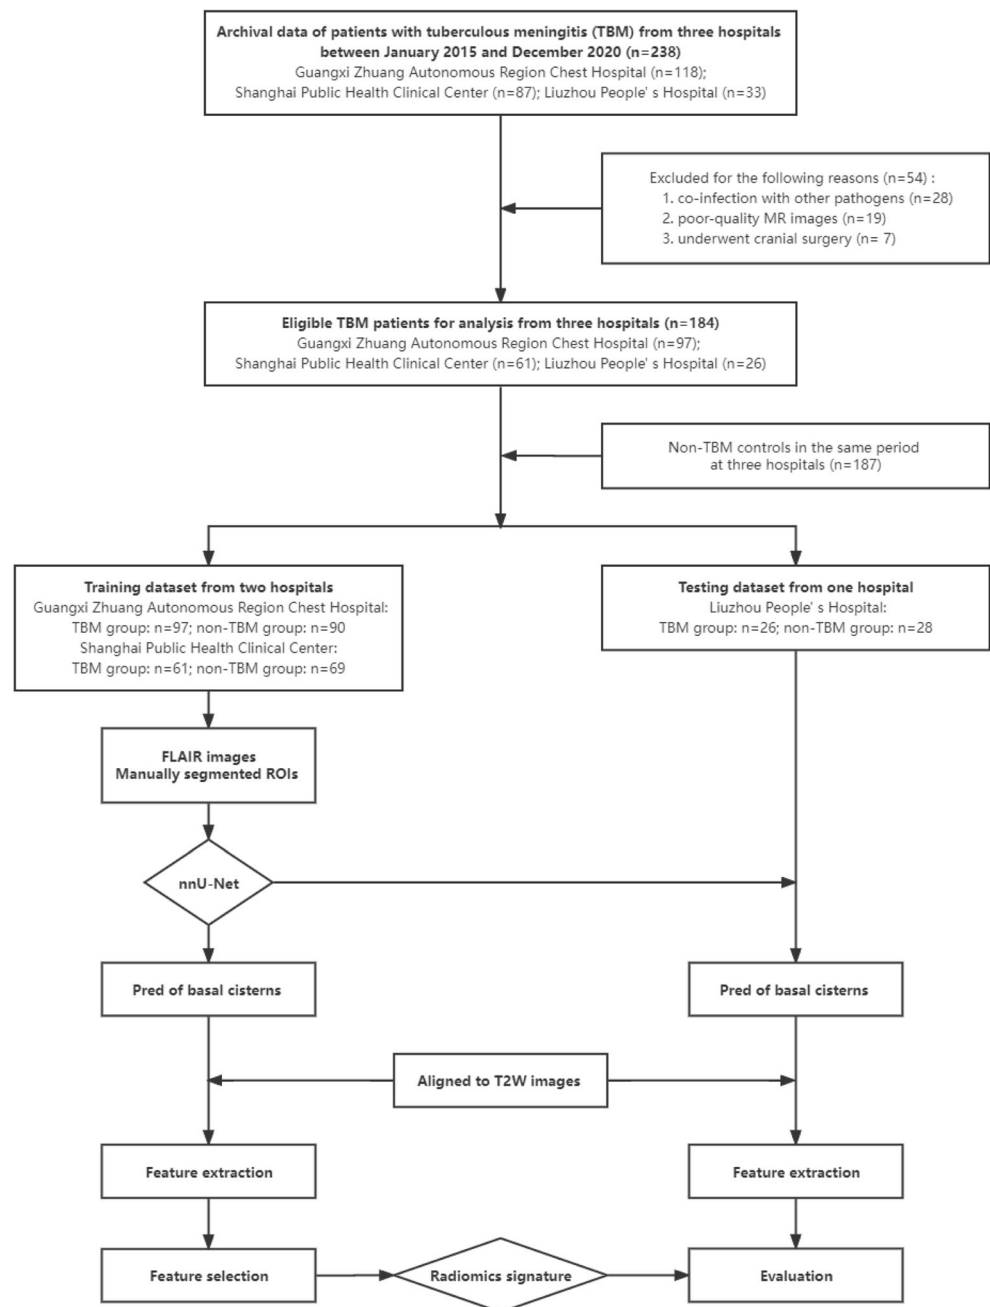 Archival data of patients with tuberculous meningitis (TBM) from three hospitals
between January 2015 and December 2020 (n=238)
Guangxi Zhuang Autonomous Region Chest Hospital (n=118);
Shanghai Public Health Clinical Center (n=87); Liuzhou People' s Hospital (n=33)
Excluded for the following reasons (n=54) :
1. co-infection with other pathogens (n=28)
2. poor-quality MR images (n=19)
3. underwent cranial surgery (n= 7)
Eligible TBM patients for analysis from three hospitals (n=184)
Guangxi Zhuang Autonomous Region Chest Hospital (n=97);
Shanghai Public Health Clinical Center (n=61); Liuzhou People' s Hospital (n=26)
Non-TBM controls in the same period
at three hospitals (n=187)
Training dataset from two hospitals
Guangxi Zhuang Autonomous Region Chest Hospital:
TBM group: n=97; non-TBM group: n=90
Shanghai Public Health Clinical Center:
TBM group: n=61; non-TBM group: n=69
Testing dataset from one hospital
Liuzhou People' s Hospital:
TBM group: n=26; non-TBM group: n=28
FLAIR images
Manually segmented ROIs
nnU-Net
Pred of basal cisterns
Pred of basal cisterns
Aligned to T2W images
Feature extraction
Feature extraction
Feature selection
Radiomics signature
Evaluation